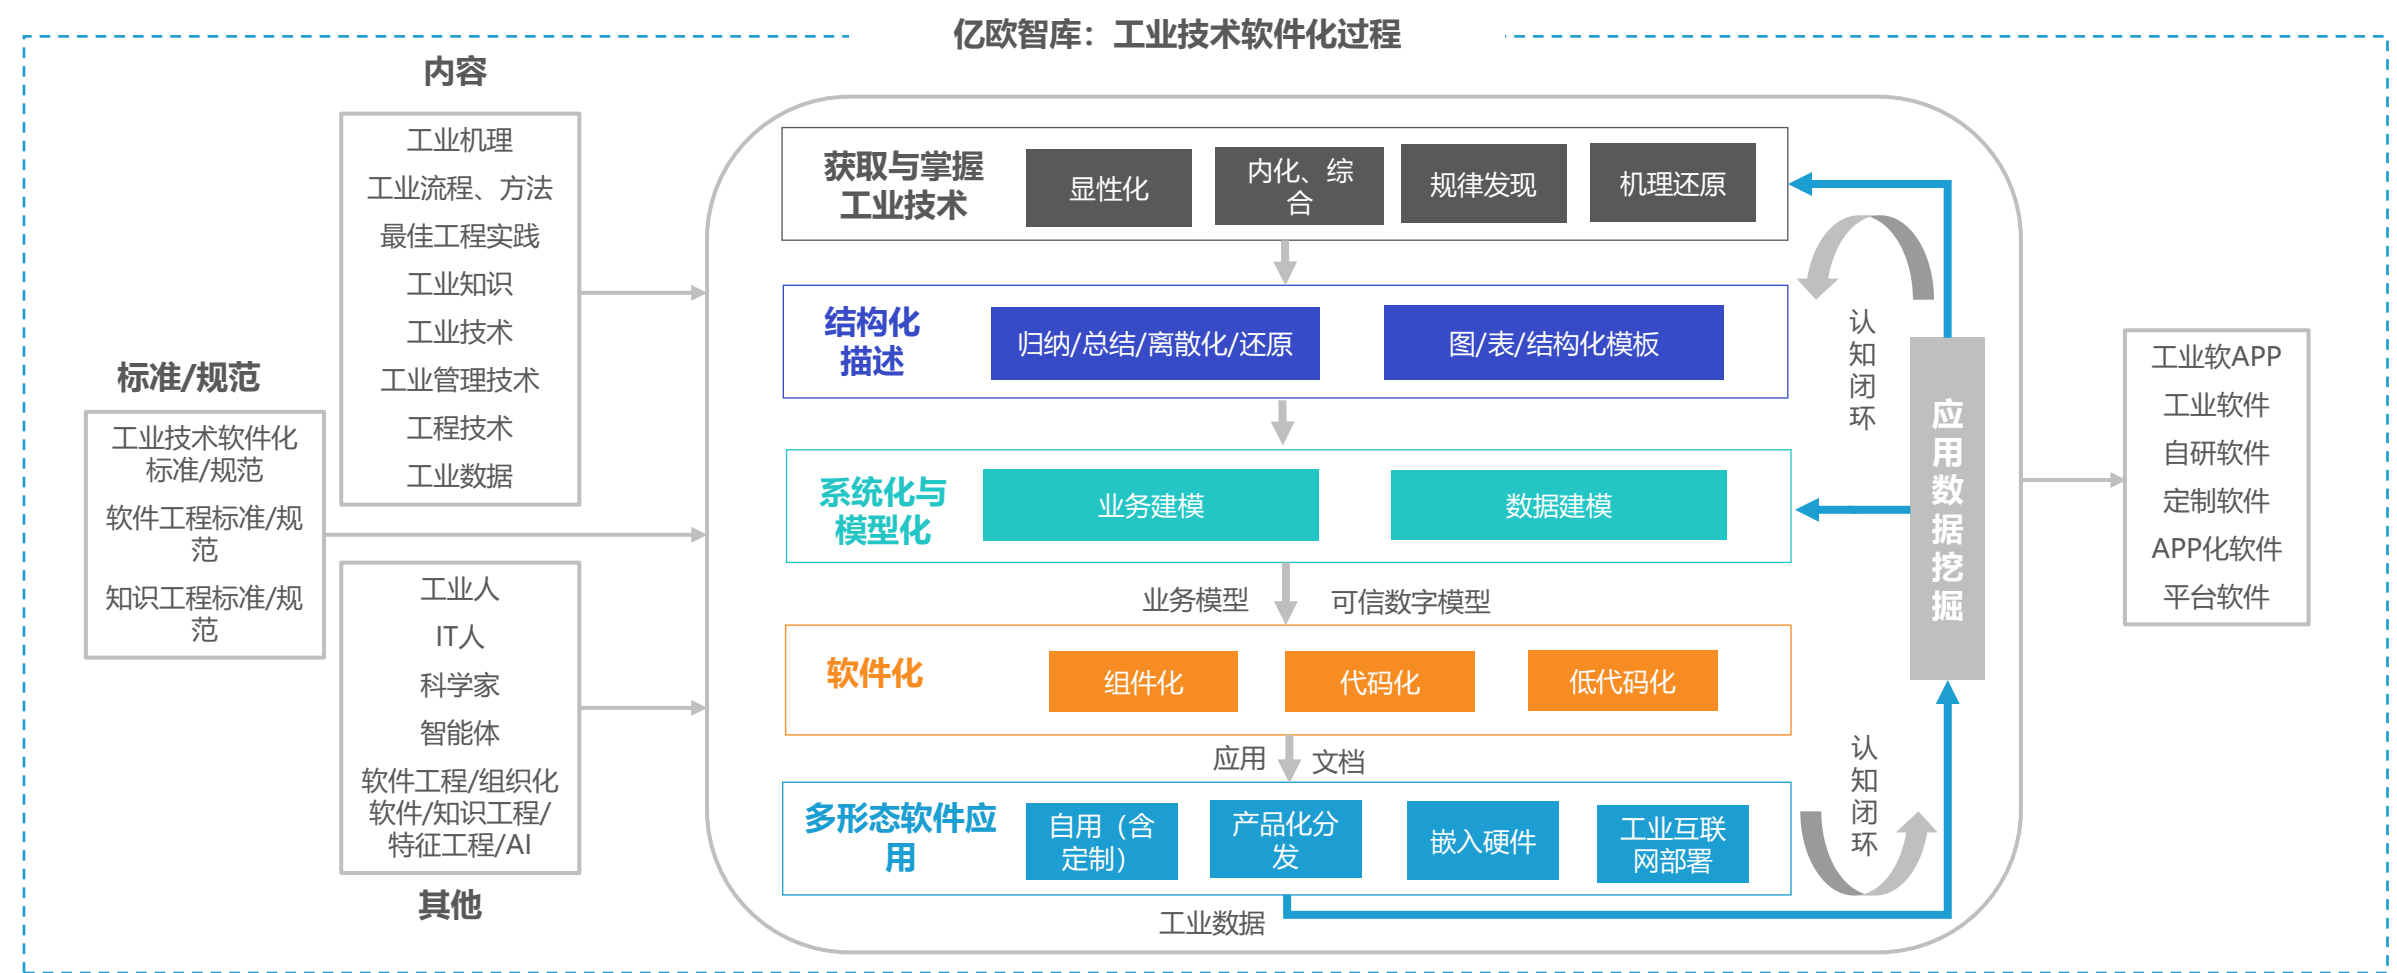 亿欧智库：工业技术软件化过程
内容
工业机理
工业流程、方法
最佳工程实践
工业知识
工业技术
工业管理技术
工程技术
工业数据
标准/规范
工业技术软件化
标准/规范
软件工程标准/规
范
知识工程标准/规
范
工业人
IT人
科学家
智能体
软件工程/组织化
软件/知识工程/
特征工程/AI
其他
获取与掌握
工业技术
显性化
内化、综
合
规律发现
机理还原
结构化
描述
归纳/总结/离散化/还原
图/表/结构化模板
系统化与
模型化
业务建模
数据建模
业务模型
可信数字模型
软件化
组件化
代码化
低代码化
应用
文档
多形态软件应
用
自用（含
定制）
产品化分
发
嵌入硬件
工业互联
网部署
工业数据
认
知
闭
环
应
用
数
据
挖
掘
认
知
闭
环
工业软APP
工业软件
自研软件
定制软件
APP化软件
平台软件